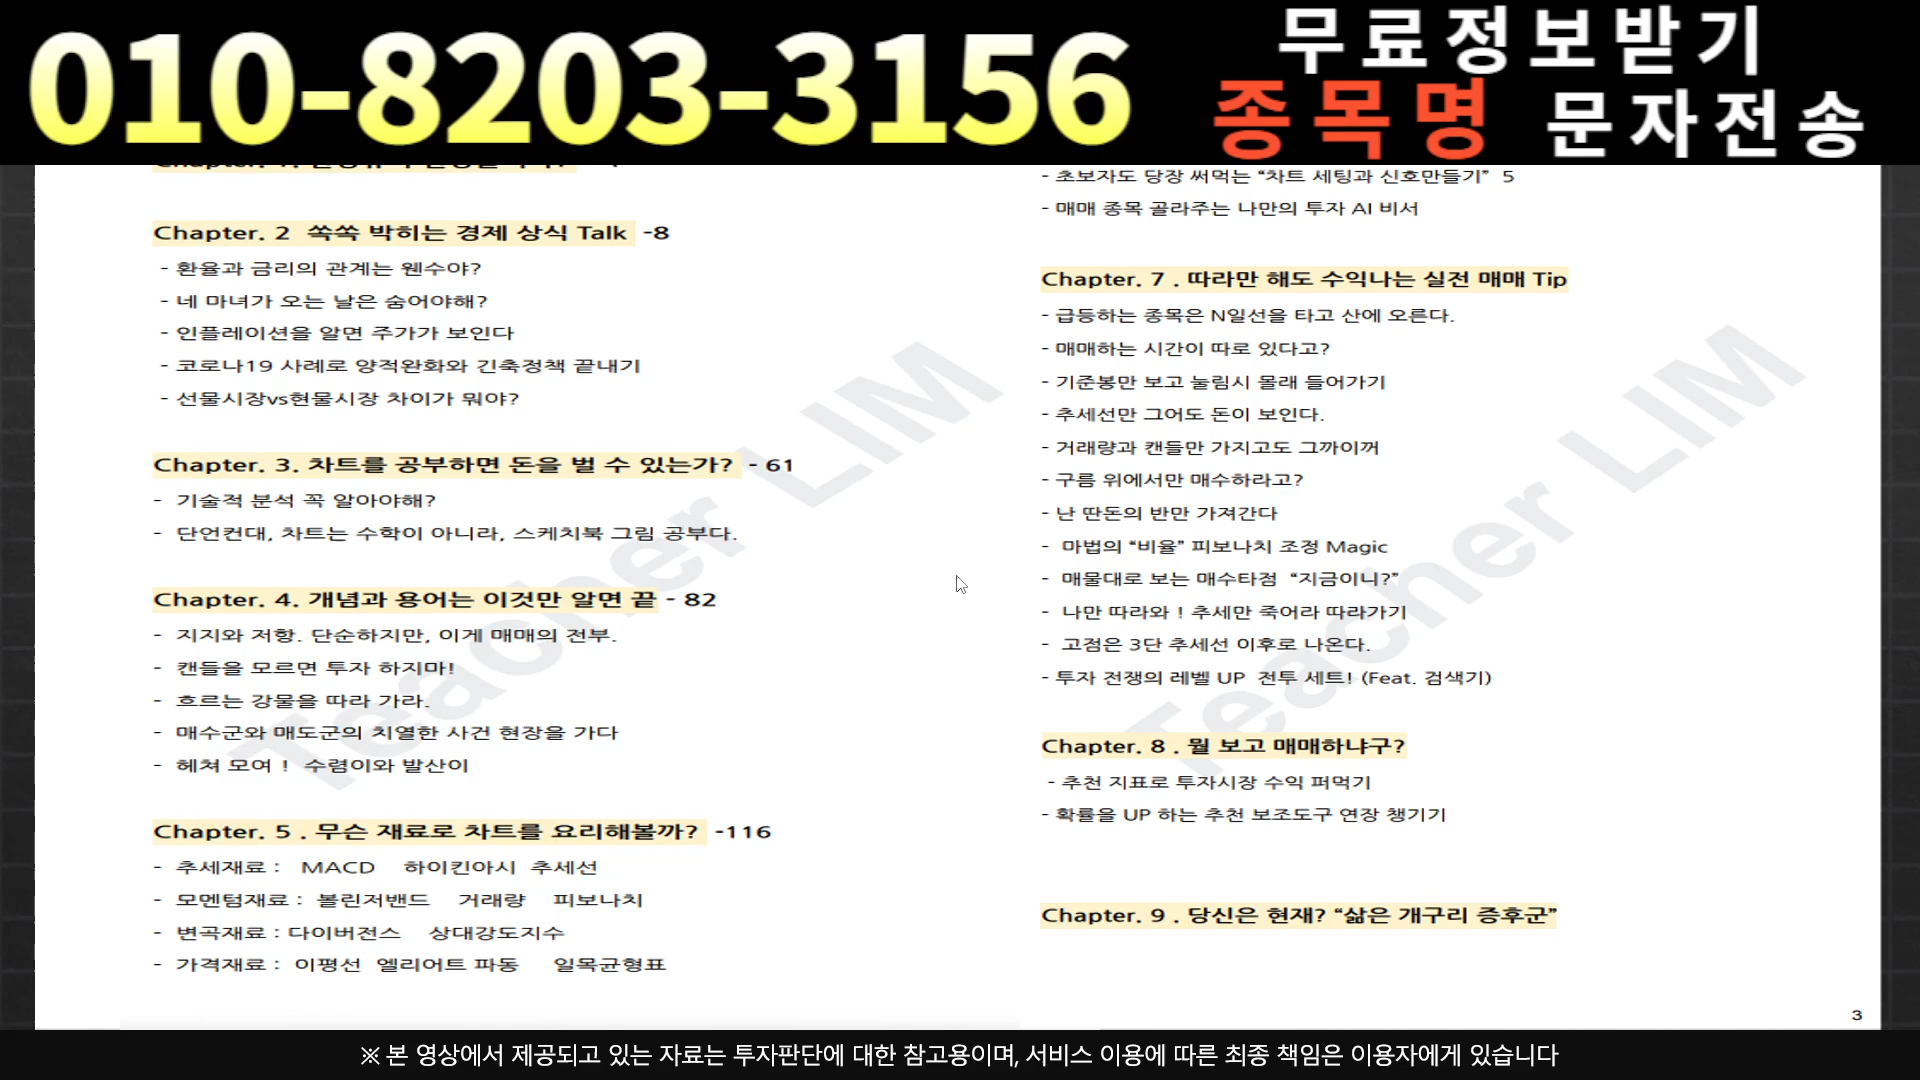 010-8203-3156
무료정보받기
종목명 문자전송
Chapter. 2 쏙쏙 박히는 경제 상식 Talk -8
- 환율과 금리의 관계는 웬수야?
- 네 마녀가 오는 날은 숨어야해?
- 인플레이션을 알면 주가가 보인다
- 코로나19 사례로 양적완화와 긴축정책 끝내기
- 선물시장vs현물시장 차이가 뭐야?
Chapter. 3. 차트를 공부하면 돈을 벌 수 있는가? - 61
- 기술적 분석 꼭 알아야해?
- 단언컨대, 차트는 수학이 아니라, 스케치북 그림 공부다.
Chapter. 4. 개념과 용어는 이것만 알면 끝 - 82
- 지지와 저항. 단순하지만, 이게 매매의 전부.
- 캔들을 모르면 투자 하지마!
- 흐르는 강물을 따라 가라.
- 매수군와 매도군의 치열한 사건 현장을 가다
- 헤쳐 모여 ! 수렴이와 발산이
Chapter. 5 . 무슨 재료로 차트를 요리해볼까? -116
- 추세재료 : MACD 하이킨아시 추세선
- 모멘텀재료 : 볼린저밴드 거래량 피보나치
- 변곡재료 : 다이버전스 상대강도지수
- 가격재료 : 이평선 엘리어트 파동 일목균형표
- 초보자도 당장 써먹는 “차트 세팅과 신호만들기” 5
- 매매 종목 골라주는 나만의 투자 AI 비서
Chapter. 7 . 따라만 해도 수익나는 실전 매매 Tip
- 급등하는 종목은 N일선을 타고 산에 오른다.
- 매매하는 시간이 따로 있다고?
- 기준봉만 보고 눌림시 몰래 들어가기
- 추세선만 그어도 돈이 보인다.
- 거래량과 캔들만 가지고도 그까이꺼
- 구름 위에서만 매수하라고?
- 난 딴돈의 반만 가져간다
- 마법의 “비율” 피보나치 조정 Magic
- 매물대로 보는 매수타점 “지금이니?”
- 나만 따라와 ! 추세만 죽어라 따라가기
- 고점은 3단 추세선 이후로 나온다.
- 투자 전쟁의 레벨 UP 전투 세트! (Feat. 검색기)
Chapter. 8 . 뭘 보고 매매하냐구?
- 추천 지표로 투자시장 수익 퍼먹기
- 확률을 UP 하는 추천 보조도구 연장 챙기기
Chapter. 9 . 당신은 현재? “삶은 개구리 증후군”
Teacher LIM
Teacher LIM
3
※ 본 영상에서 제공되고 있는 자료는 투자판단에 대한 참고용이며, 서비스 이용에 따른 최종 책임은 이용자에게 있습니다